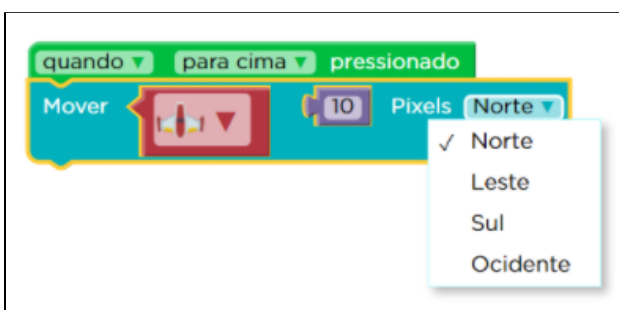 quando ▼ para cima ▼ pressionado
Mover ▼ 10 Pixels Norte ▼
✓ Norte
Leste
Sul
Ocidente